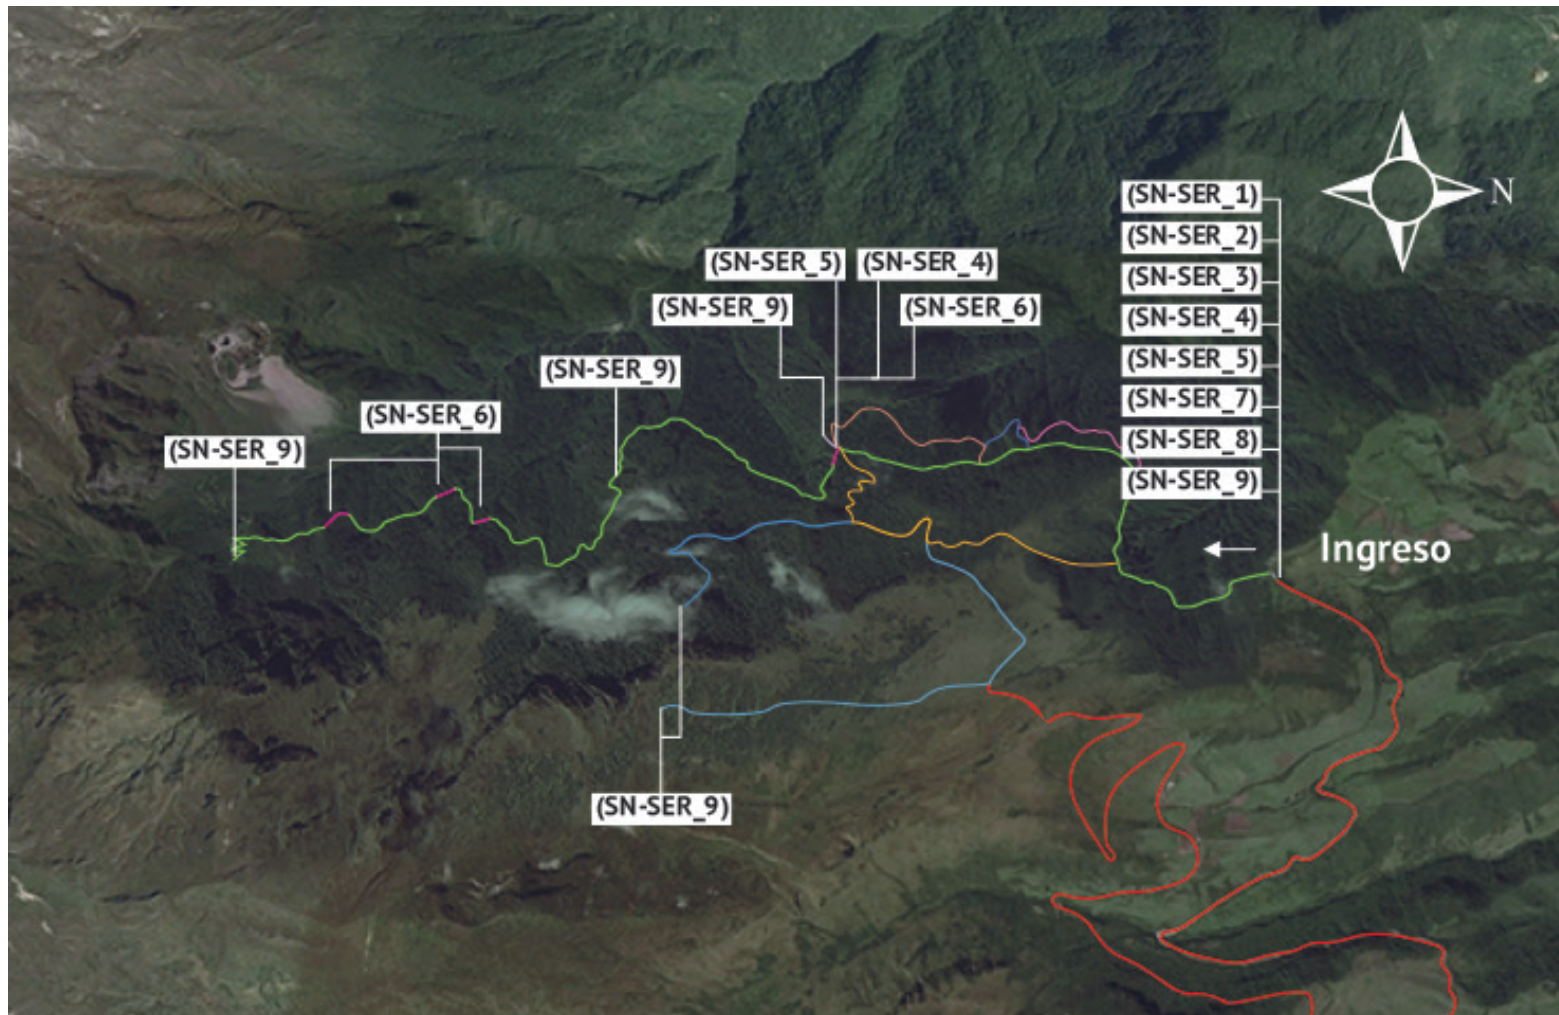 (SN-SER_1)
N
(SN-SER_2)
(SN-SER_5)
(SN-SER_4)
(SN-SER_3)
(SN-SER_9)
(SN-SER_6)
(SN-SER_4)
(SN-SER_9)
(SN-SER_5)
(SN-SER_6)
(SN-SER_7)
(SN-SER_9)
(SN-SER_8)
(SN-SER_9)
Ingreso
(SN-SER_9)